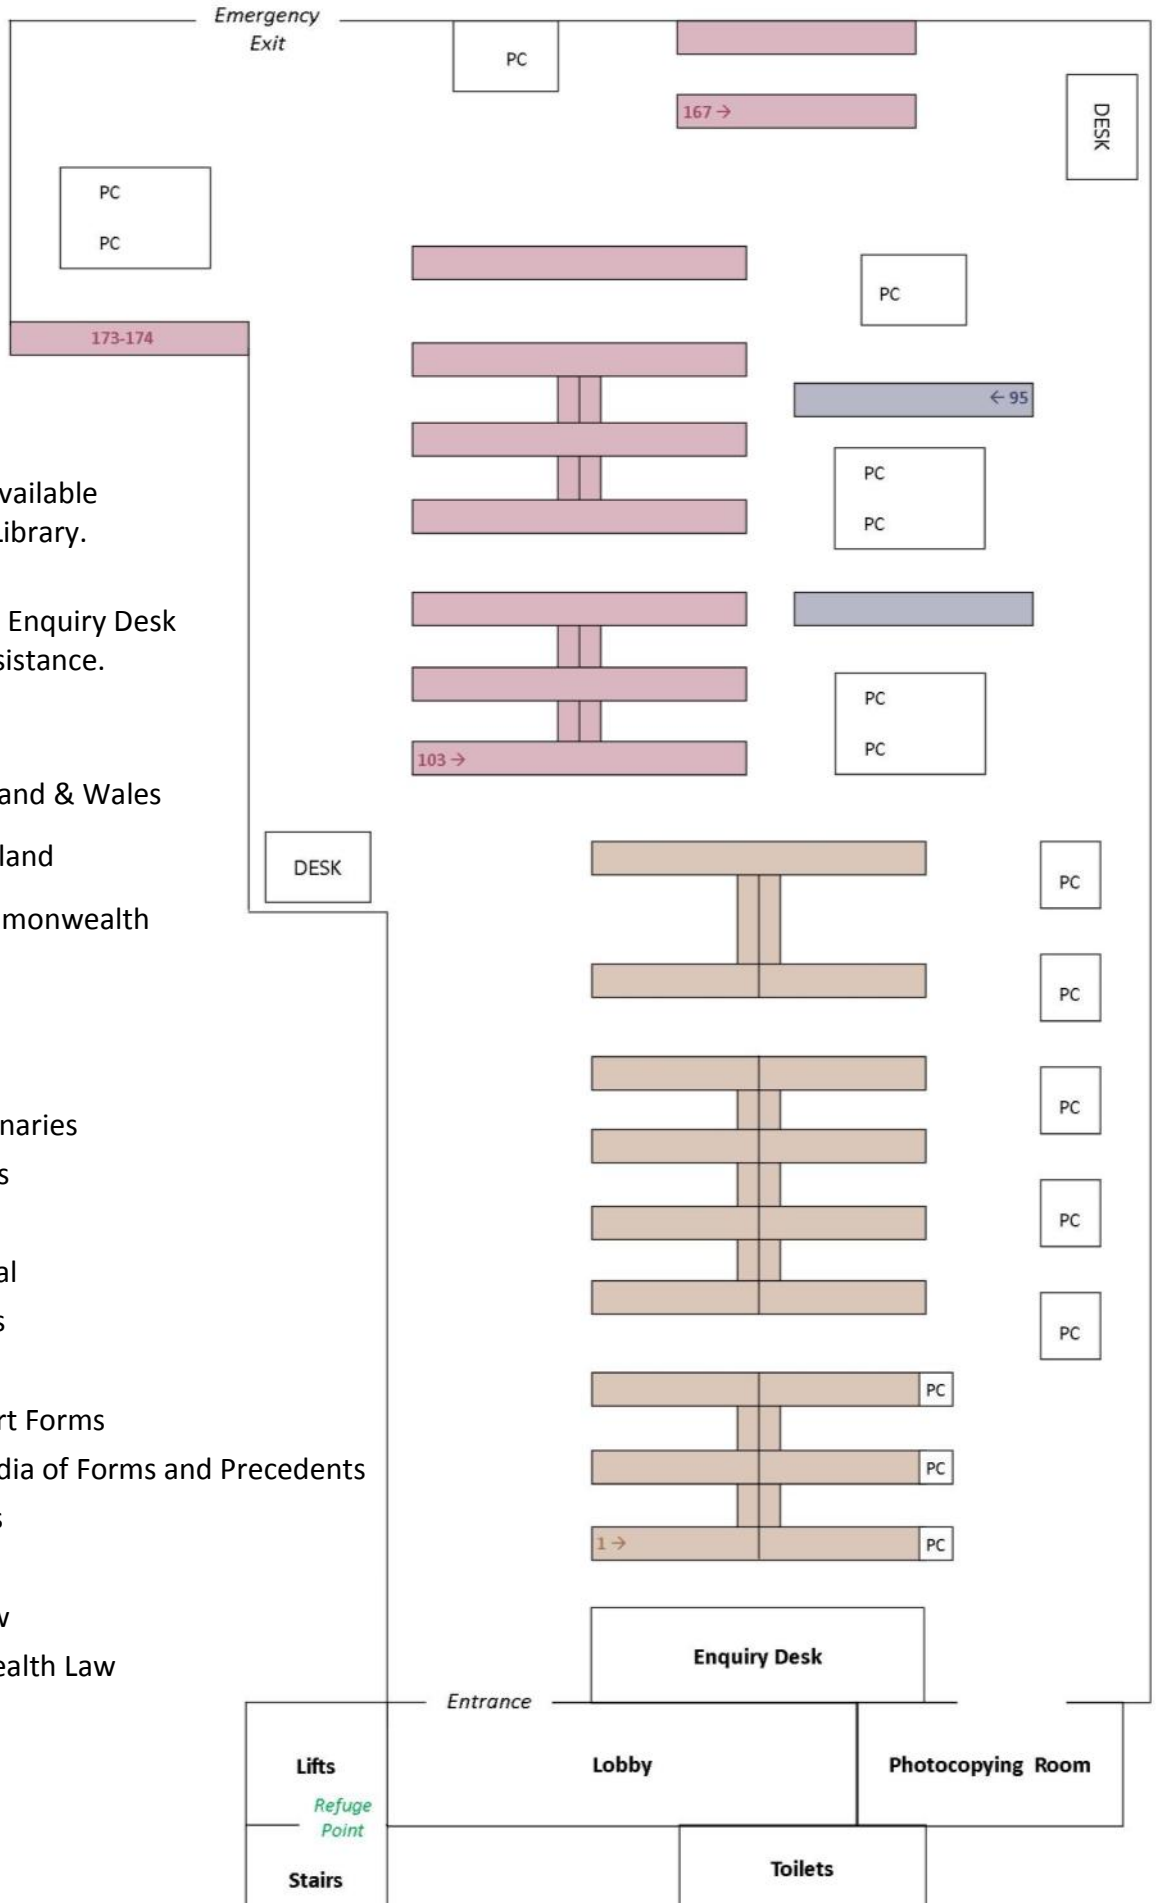 Emergency
Exit
PC
167 →
DESK
PC
PC
PC
173-174
← 95
vailable
Library.
PC
PC
Enquiry Desk
sistance.
PC
PC
103 →
and & Wales
land
DESK
PC
monwealth
PC
PC
naries
s
PC
al
s
PC
PC
rt Forms
dia of Forms and Precedents
PC
s
1 →
PC
w
ealth Law
Enquiry Desk
Entrance
Lifts
Lobby
Photocopying Room
Refuge
Point
Stairs
Toilets